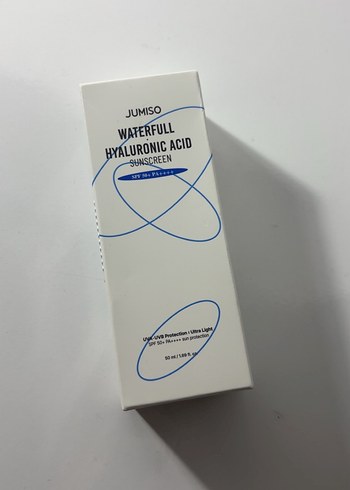 JUMISO
WATERFULL
HYALURONIC ACID
SUNSCREEN
SPF 50+ PA++++
UVA, UVB Protection / Ultra Light
SPF 50+ PA++++ sun protection
50 ml / 1.69 fl. oz